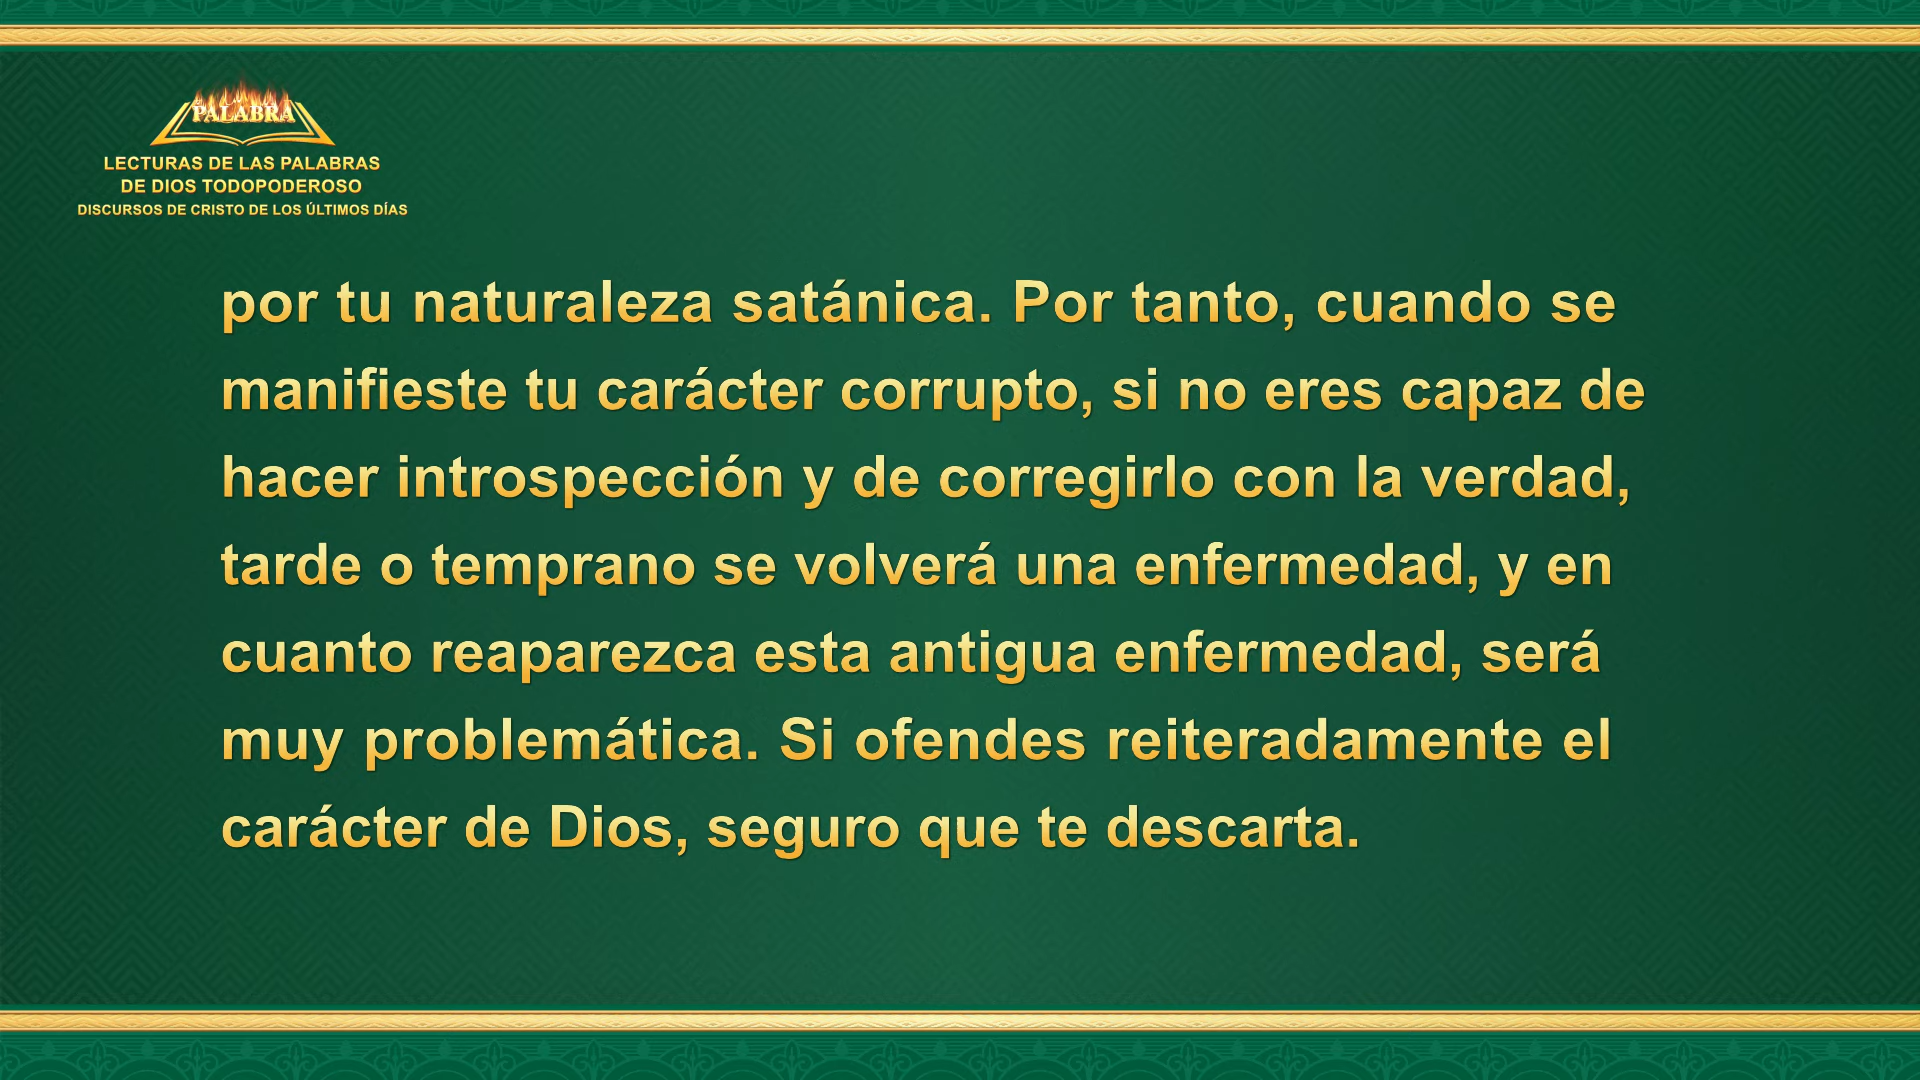 PALABRA
LECTURAS DE LAS PALABRAS
DE DIOS TODOPODEROSO
DISCURSOS DE CRISTO DE LOS ÚLTIMOS DÍAS
por tu naturaleza satánica. Por tanto, cuando se
manifieste tu carácter corrupto, si no eres capaz de
hacer introspección y de corregirlo con la verdad,
tarde o temprano se volverá una enfermedad, y en
cuanto reaparezca esta antigua enfermedad, será
muy problemática. Si ofendes reiteradamente el
carácter de Dios, seguro que te descarta.